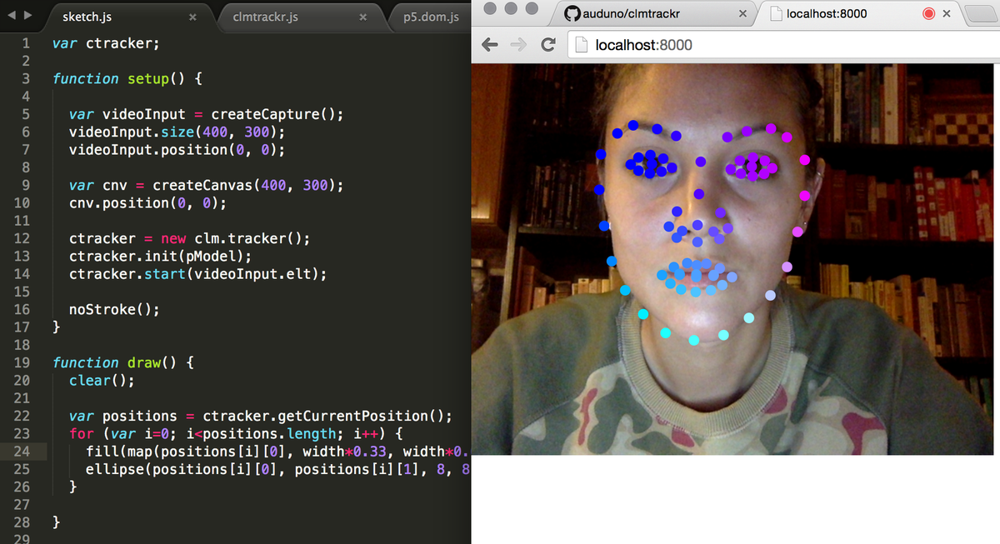 sketch.js × clmtrackr.js × p5.dom.js
1 var ctracker;
2
3 function setup() {
4
5 var videoInput = createCapture();
6 videoInput.size(400, 300);
7 videoInput.position(0, 0);
8
9 var cnv = createCanvas(400, 300);
10 cnv.position(0, 0);
11
12 ctracker = new clm.tracker();
13 ctracker.init(pModel);
14 ctracker.start(videoInput.elt);
15
16 noStroke();
17 }
18
19 function draw() {
20 clear();
21
22 var positions = ctracker.getCurrentPosition();
23 for (var i=0; i<positions.length; i++) {
24 fill(map(positions[i][0], width*0.33, width*0.
25 ellipse(positions[i][0], positions[i][1], 8, 8
26 }
27
28 }
29
auduno/clmtrackr × localhost:8000 ×
localhost:8000